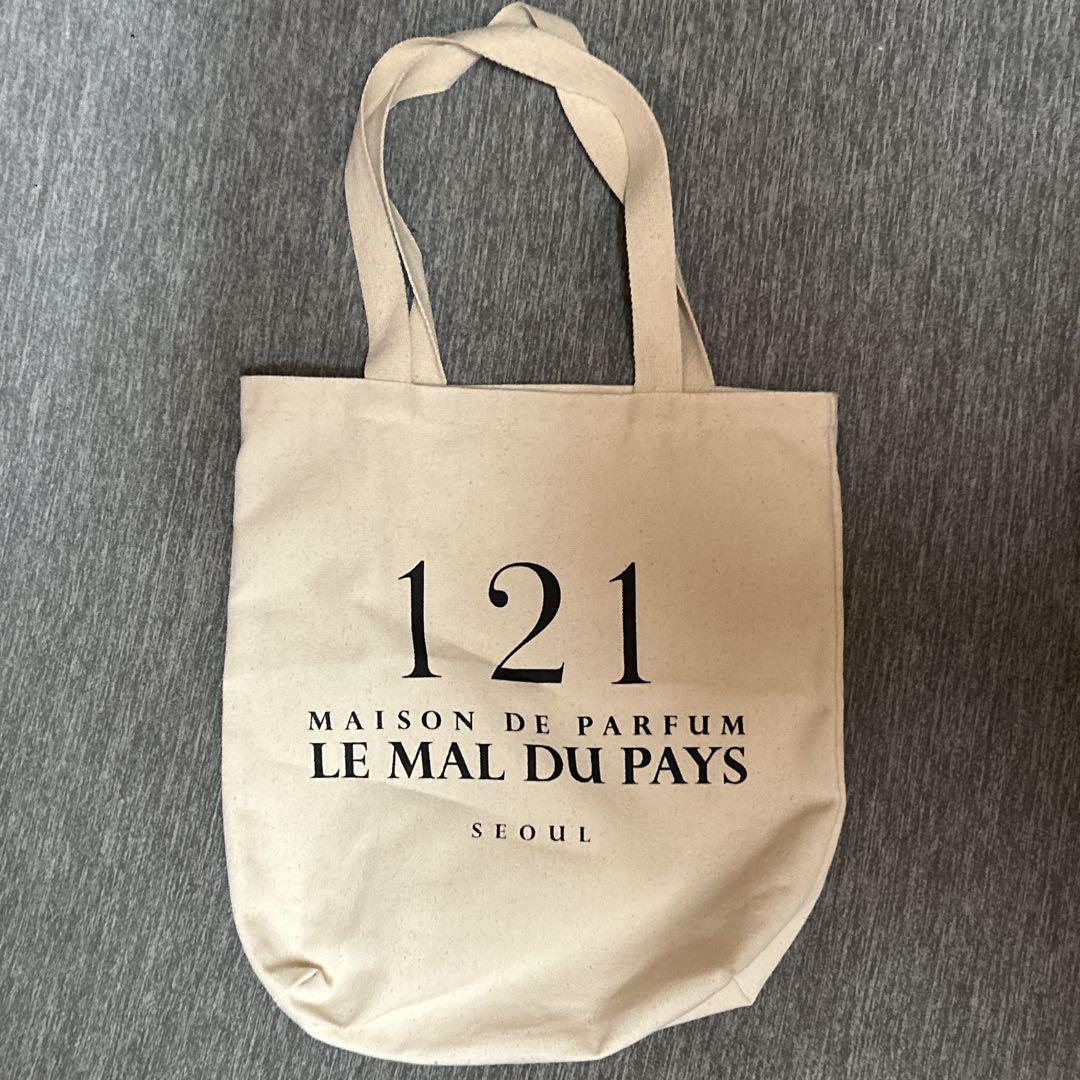 121
MAISON DE PARFUM
LE MAL DU PAYS
SEOUL